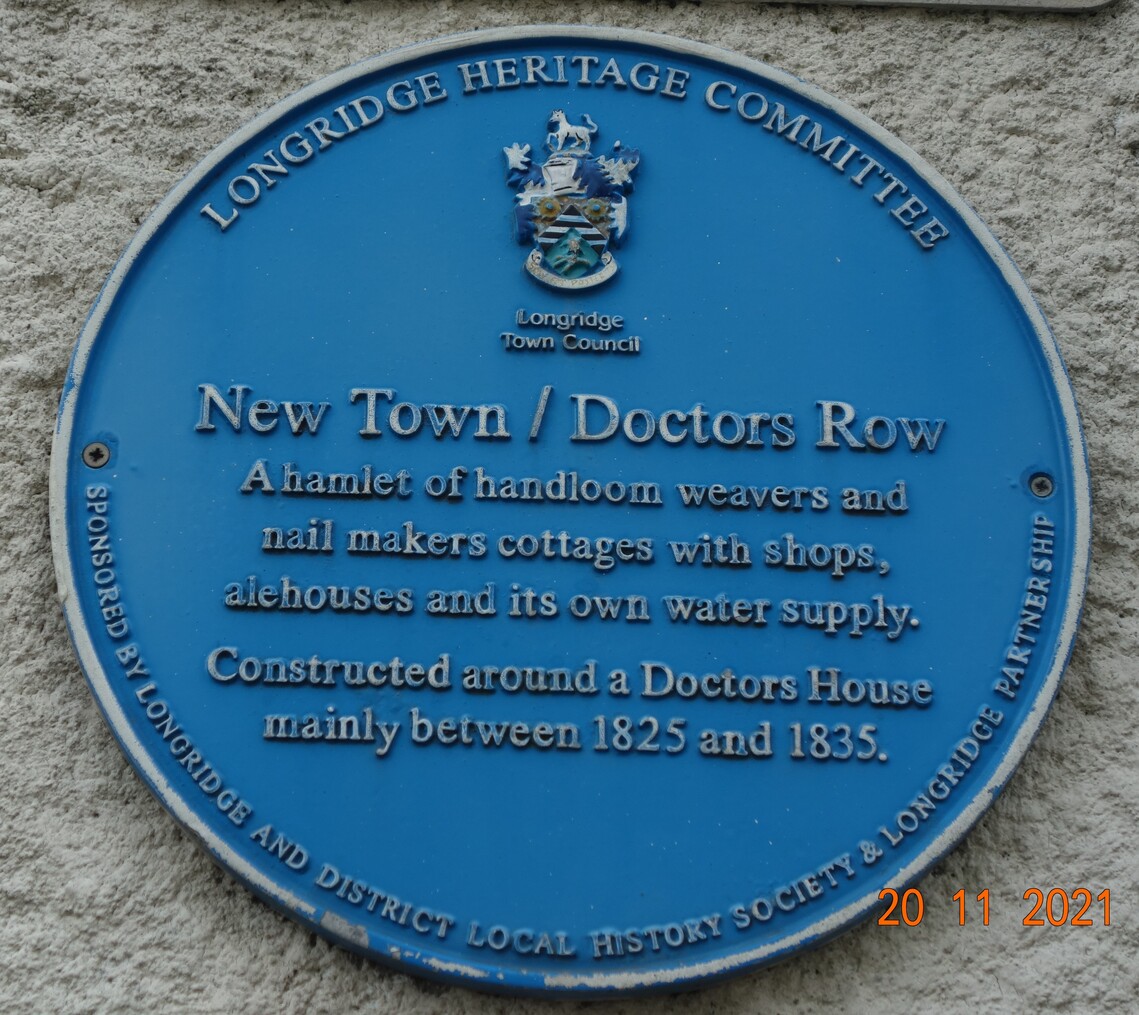 LONGRIDGE HERITAGE COMMITTEE
Longridge
Town Council
New Town / Doctors Row
A hamlet of handloom weavers and
nail makers cottages with shops,
alehouses and its own water supply.
Constructed around a Doctors House
mainly between 1825 and 1835.
SPONSORED BY LONGRIDGE AND DISTRICT LOCAL HISTORY SOCIETY & LONGRIDGE PARTNERSHIP
20 11 2021